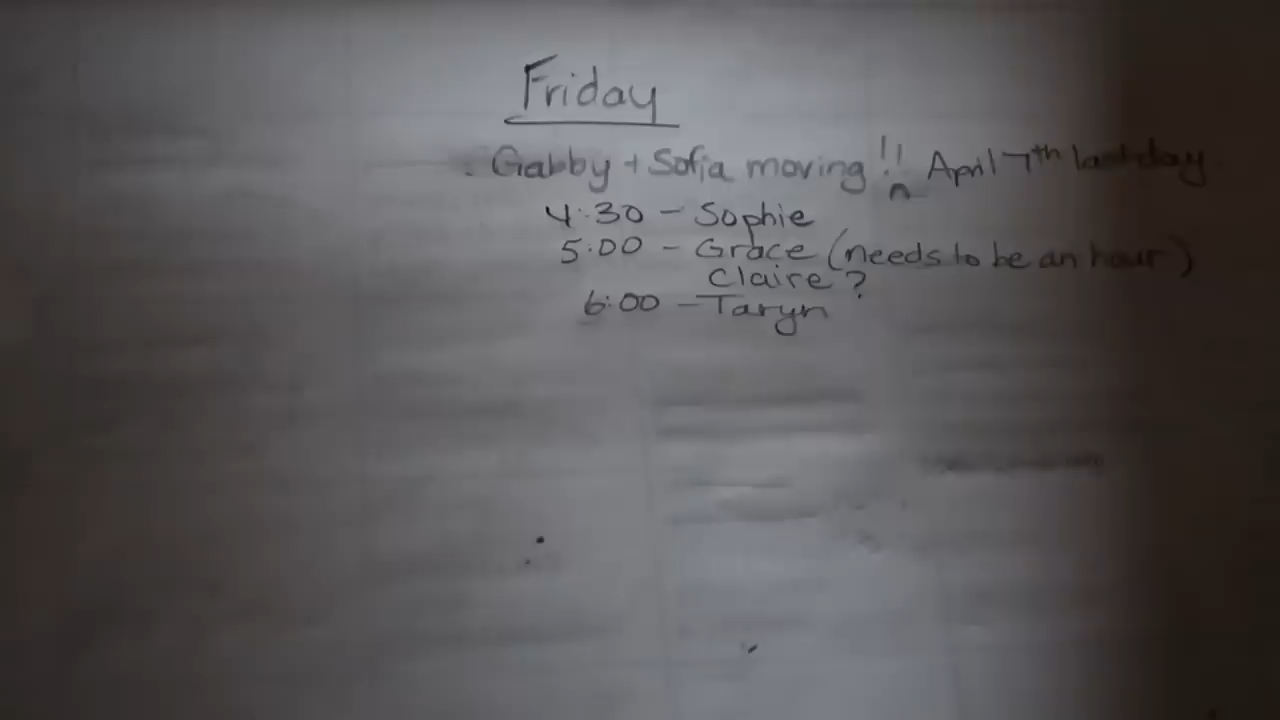 Friday
Gabby + Sofia moving!! April 7th last day
4:30 - Sophie
5:00 - Grace (needs to be an hour)
Claire?
6:00 - Taryn